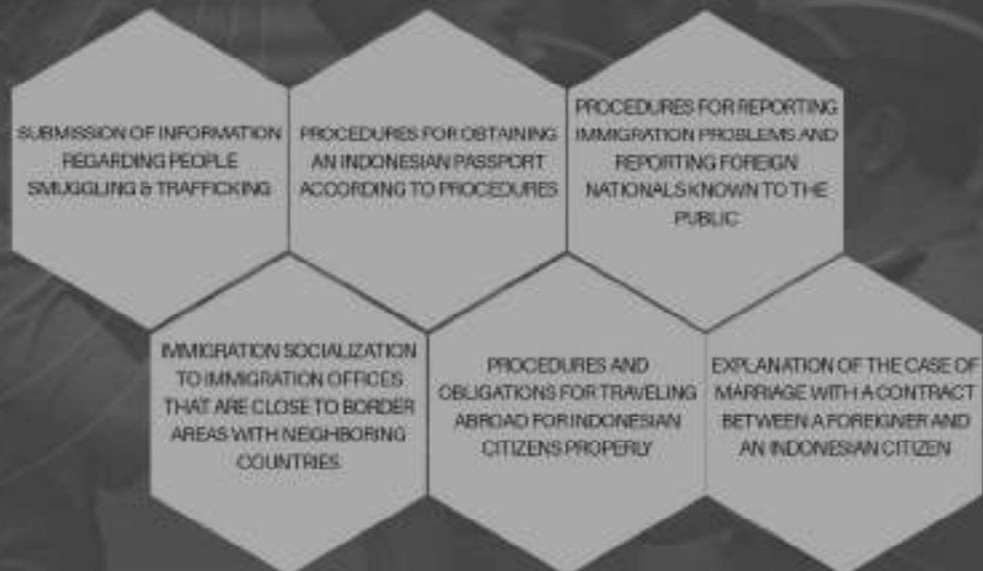 SUBMISSION OF INFORMATION
REGARDING PEOPLE
SMUGGLING & TRAFFICKING
PROCEDURES FOR OBTAINING
AN INDONESIAN PASSPORT
ACCORDING TO PROCEDURES
PROCEDURES FOR REPORTING
IMMIGRATION PROBLEMS AND
REPORTING FOREIGN
NATIONALS KNOWN TO THE
PUBLIC
IMMIGRATION SOCIALIZATION
TO IMMIGRATION OFFICES
THAT ARE CLOSE TO BORDER
AREAS WITH NEIGHBORING
COUNTRIES
PROCEDURES AND
OBLIGATIONS FOR TRAVELING
ABROAD FOR INDONESIAN
CITIZENS PROPERLY
EXPLANATION OF THE CASE OF
MARRIAGE WITH A CONTRACT
BETWEEN A FOREIGNER AND
AN INDONESIAN CITIZEN